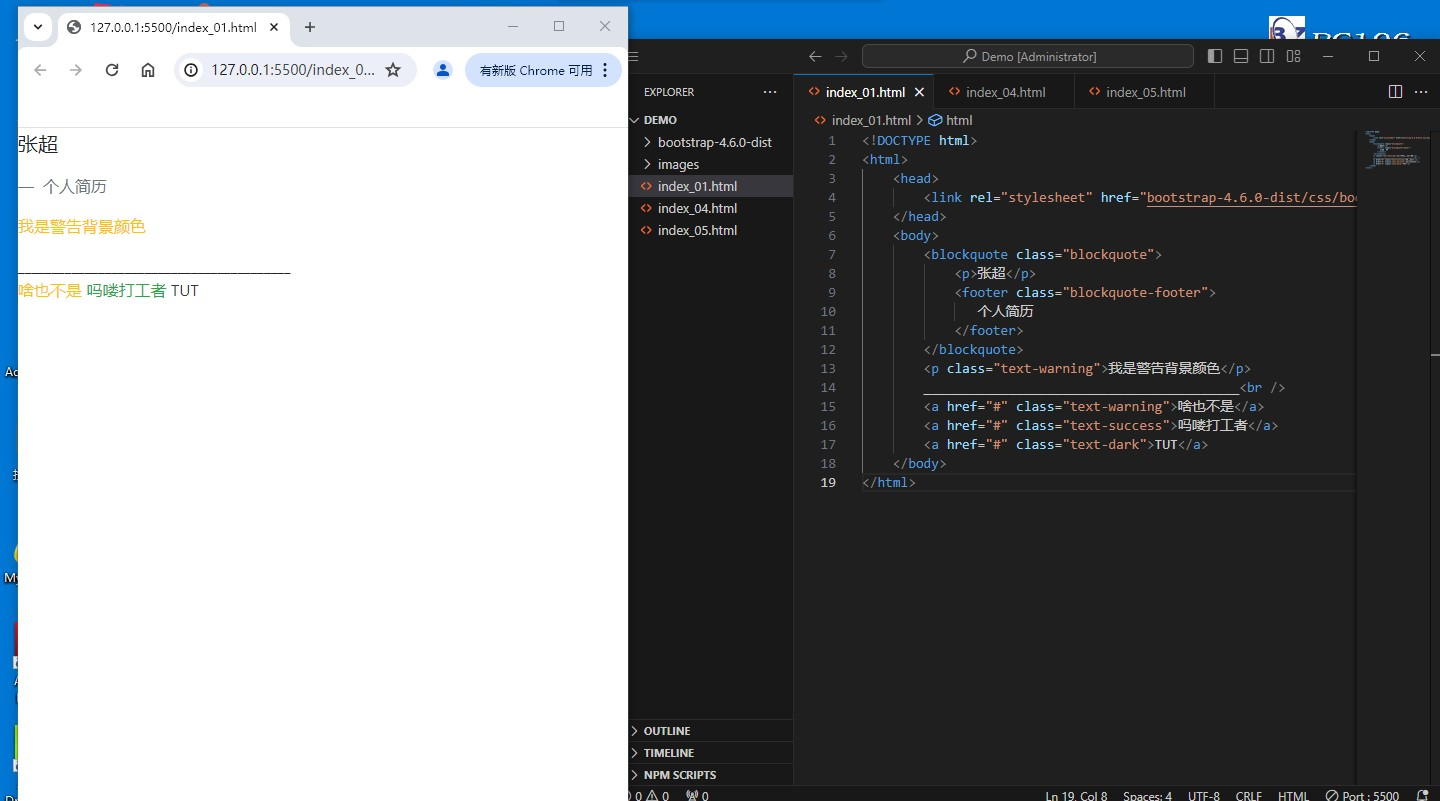 127.0.0.1:5500/index_01.html
127.0.0.1:5500/index_0...
有新版 Chrome 可用
张超
— 个人简历
我是警告背景颜色
_______________________________________
啥也不是 吗喽打工者 TUT
Demo [Administrator]
EXPLORER
DEMO
bootstrap-4.6.0-dist
images
index_01.html
index_04.html
index_05.html
OUTLINE
TIMELINE
NPM SCRIPTS
index_01.html
index_04.html
index_05.html
index_01.html > html
1 <!DOCTYPE html>
2 <html>
3 <head>
4 <link rel="stylesheet" href="bootstrap-4.6.0-dist/css/boo
5 </head>
6 <body>
7 <blockquote class="blockquote">
8 <p>张超</p>
9 <footer class="blockquote-footer">
10 个人简历
11 </footer>
12 </blockquote>
13 <p class="text-warning">我是警告背景颜色</p>
14 _______________________________________<br />
15 <a href="#" class="text-warning">啥也不是</a>
16 <a href="#" class="text-success">吗喽打工者</a>
17 <a href="#" class="text-dark">TUT</a>
18 </body>
19 </html>
0 0 0
Ln 19, Col 8 Spaces: 4 UTF-8 CRLF HTML Port : 5500